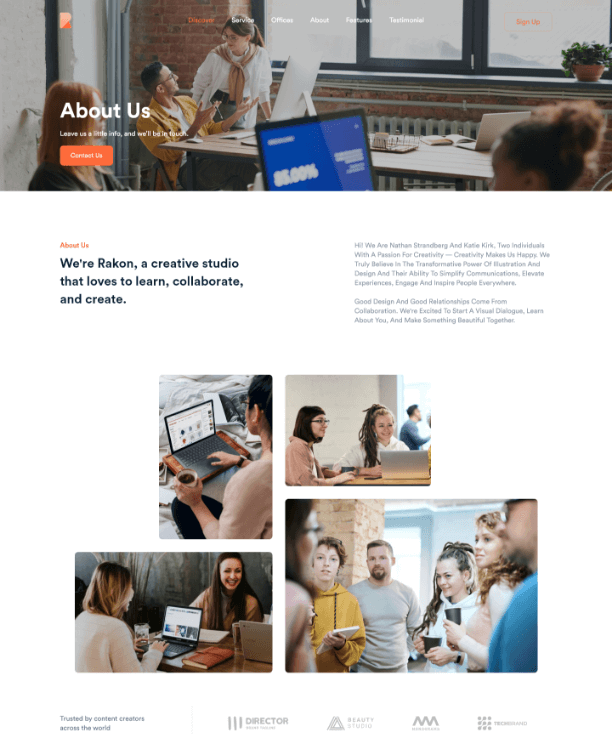 Discover Service Offices About Features Testimonial Sign Up
About Us
Leave us a little info, and we'll be in touch.
Contact Us
85.00%
About Us
We're Rakon, a creative studio
that loves to learn, collaborate,
and create.
Hi! We Are Nathan Strandberg And Katie Kirk, Two Individuals
With A Passion For Creativity — Creativity Makes Us Happy. We
Truly Believe In The Transformative Power Of Illustration And
Design And Their Ability To Simplify Communications, Elevate
Experiences, Engage And Inspire People Everywhere.
Good Design And Good Relationships Come From
Collaboration. We're Excited To Start A Visual Dialogue, Learn
About You, And Make Something Beautiful Together.
Trusted by content creators
across the world
DIRECTOR
BEAUTY
STUDIO
TECHBRAND